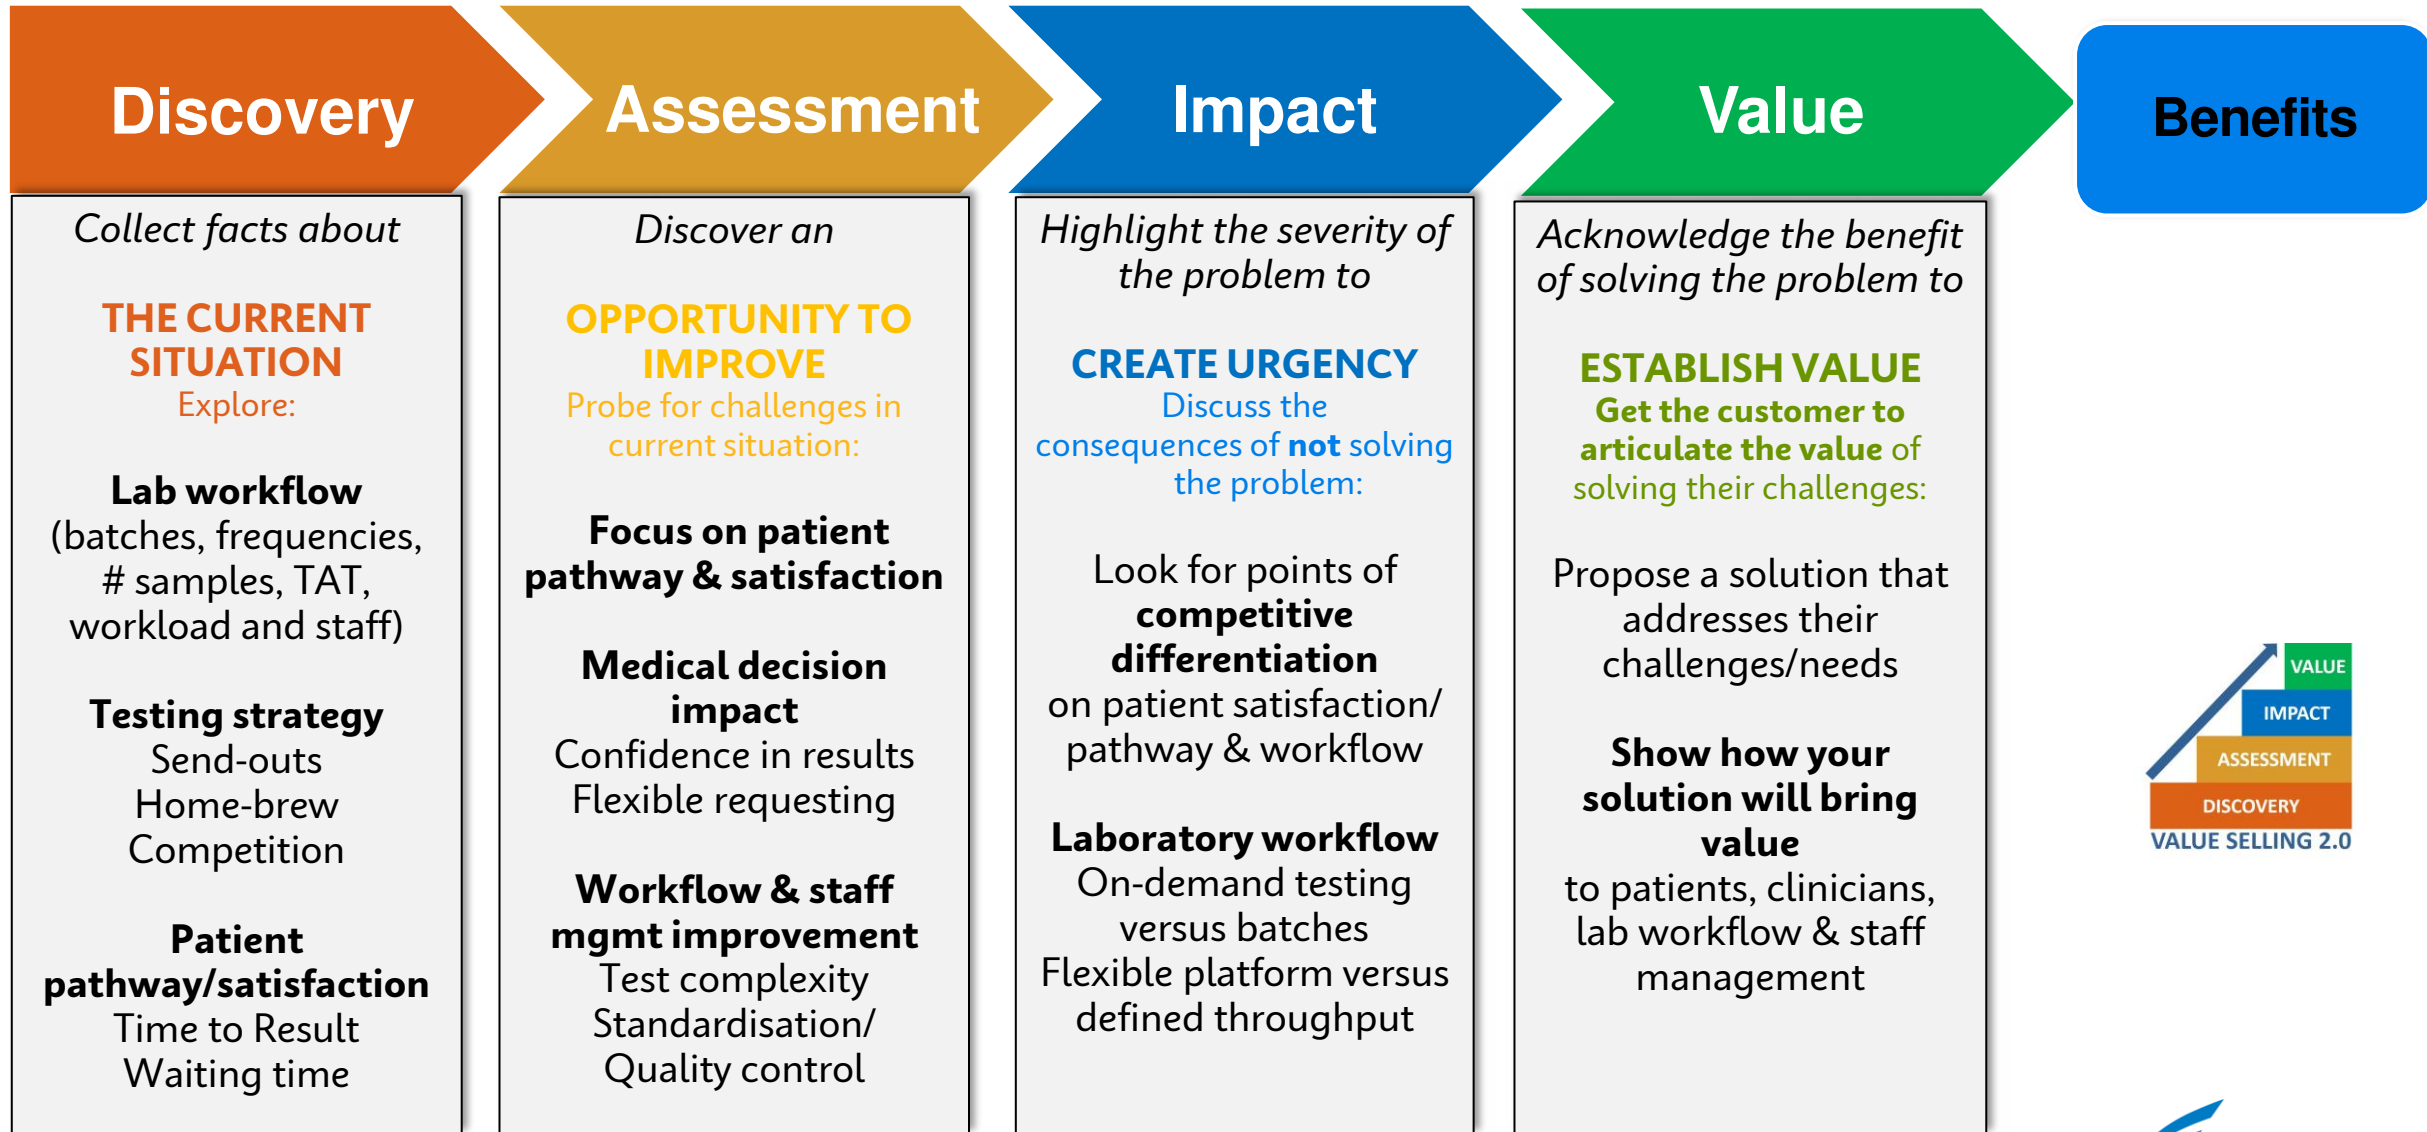 Discovery
Collect facts about
THE CURRENT
SITUATION
Explore:
Lab workflow
(batches, frequencies,
# samples, TAT,
workload and staff)
Testing strategy
Send-outs
Home-brew
Competition
Patient
pathway/satisfaction
Time to Result
Waiting time
Assessment
Discover an
OPPORTUNITY TO
IMPROVE
Probe for challenges in
current situation:
Focus on patient
pathway & satisfaction
Medical decision
impact
Confidence in results
Flexible requesting
Workflow & staff
mgmt improvement
Test complexity
Standardisation/
Quality control
Impact
Highlight the severity of
the problem to
CREATE URGENCY
Discuss the
consequences of not solving
the problem:
Look for points of
competitive
differentiation
on patient satisfaction/
pathway & workflow
Laboratory workflow
On-demand testing
versus batches
Flexible platform versus
defined throughput
Value
Acknowledge the benefit
of solving the problem to
ESTABLISH VALUE
Get the customer to
articulate the value of
solving their challenges:
Propose a solution that
addresses their
challenges/needs
Show how your
solution will bring
value
to patients, clinicians,
lab workflow & staff
management
Benefits
VALUE
IMPACT
ASSESSMENT
DISCOVERY
VALUE SELLING 2.0